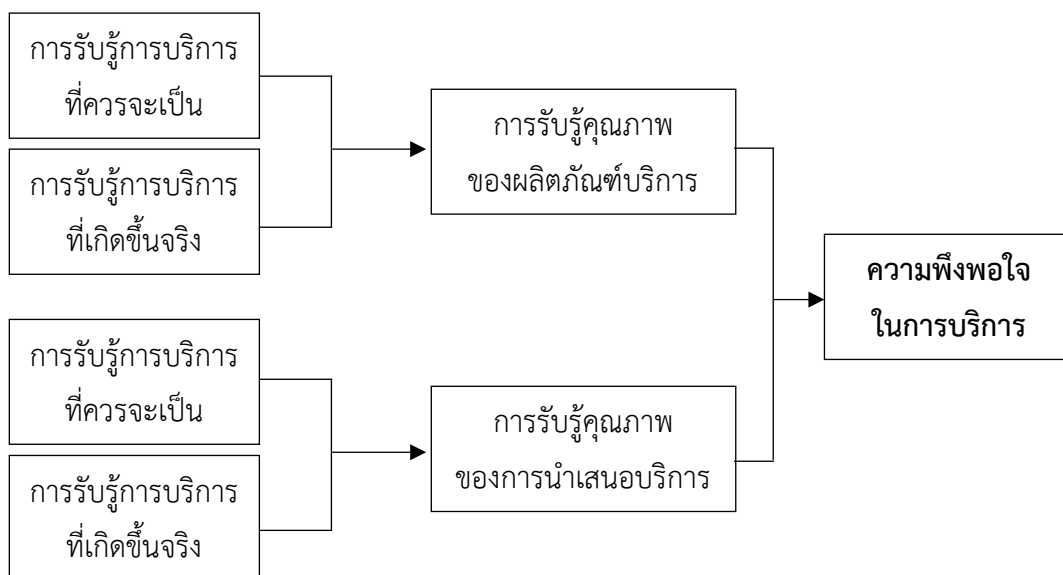 การรับรู้การบริการ
ที่ควรจะเป็น
การรับรู้การบริการ
ที่เกิดขึ้นจริง
การรับรู้คุณภาพ
ของผลิตภัณฑ์บริการ
ความพึงพอใจ
ในการบริการ
การรับรู้การบริการ
ที่ควรจะเป็น
การรับรู้การบริการ
ที่เกิดขึ้นจริง
การรับรู้คุณภาพ
ของการนำเสนอบริการ